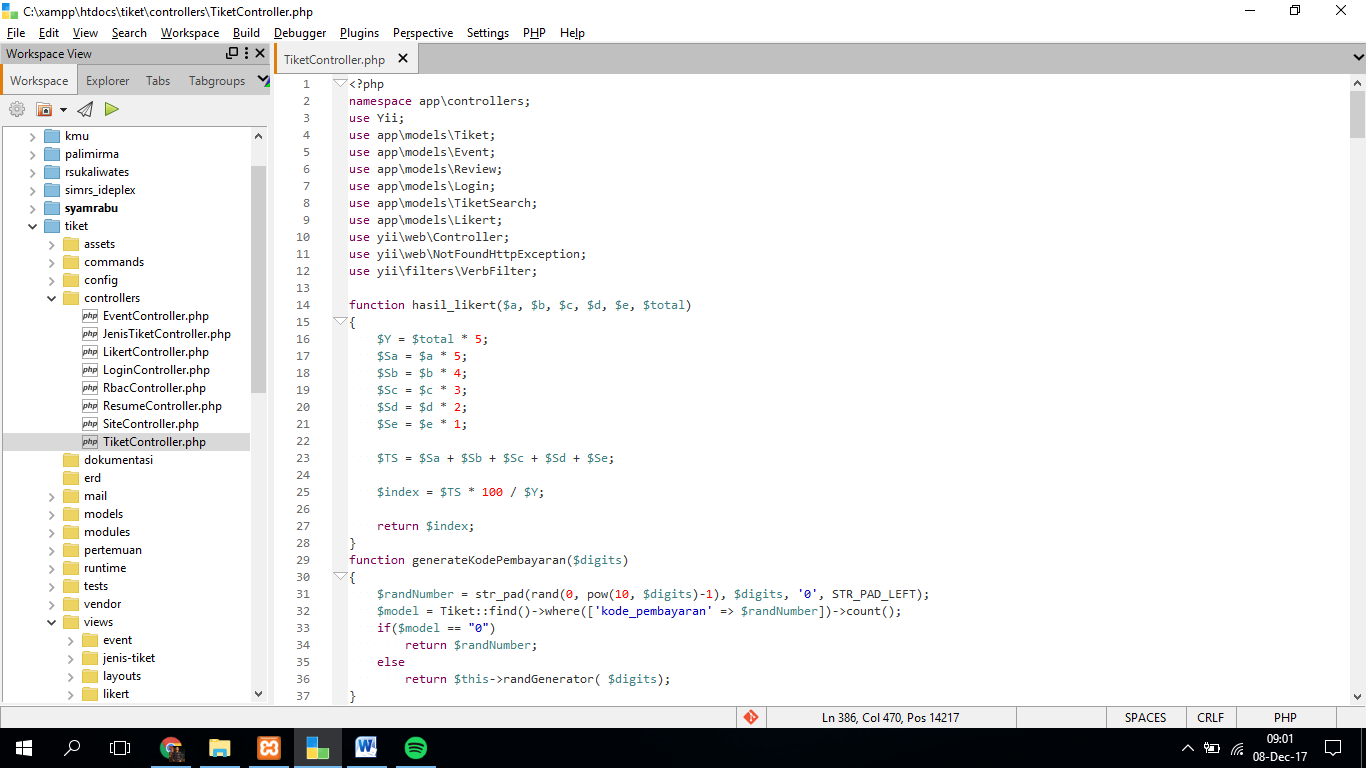 C:\xampp\htdocs\tiket\controllers\TiketController.php
File Edit View Search Workspace Build Debugger Plugins Perspective Settings PHP Help
Workspace View
Workspace Explorer Tabs Tabgroups
kmu
palimirma
rsukaliwates
simrs_ideplex
syamrabu
tiket
assets
commands
config
controllers
php EventController.php
php JenisTiketController.php
php LikertController.php
php LoginController.php
php RbacController.php
php ResumeController.php
php SiteController.php
php TiketController.php
dokumentasi
erd
mail
models
modules
pertemuan
runtime
tests
vendor
views
event
jenis-tiket
layouts
likert
TiketController.php
1 <?php
2 namespace app\controllers;
3 use Yii;
4 use app\models\Tiket;
5 use app\models\Event;
6 use app\models\Review;
7 use app\models\Login;
8 use app\models\TiketSearch;
9 use app\models\Likert;
10 use yii\web\Controller;
11 use yii\web\NotFoundHttpException;
12 use yii\filters\VerbFilter;
13
14 function hasil_likert($a, $b, $c, $d, $e, $total)
15 {
16     $Y = $total * 5;
17     $Sa = $a * 5;
18     $Sb = $b * 4;
19     $Sc = $c * 3;
20     $Sd = $d * 2;
21     $Se = $e * 1;
22
23     $TS = $Sa + $Sb + $Sc + $Sd + $Se;
24
25     $index = $TS * 100 / $Y;
26
27     return $index;
28 }
29 function generateKodePembayaran($digits)
30 {
31     $randNumber = str_pad(rand(0, pow(10, $digits)-1), $digits, '0', STR_PAD_LEFT);
32     $model = Tiket::find()->where(['kode_pembayaran' => $randNumber])->count();
33     if($model == "0")
34         return $randNumber;
35     else
36         return $this->randGenerator( $digits);
37 }
Ln 386, Col 470, Pos 14217 SPACES CRLF PHP
09:01
08-Dec-17